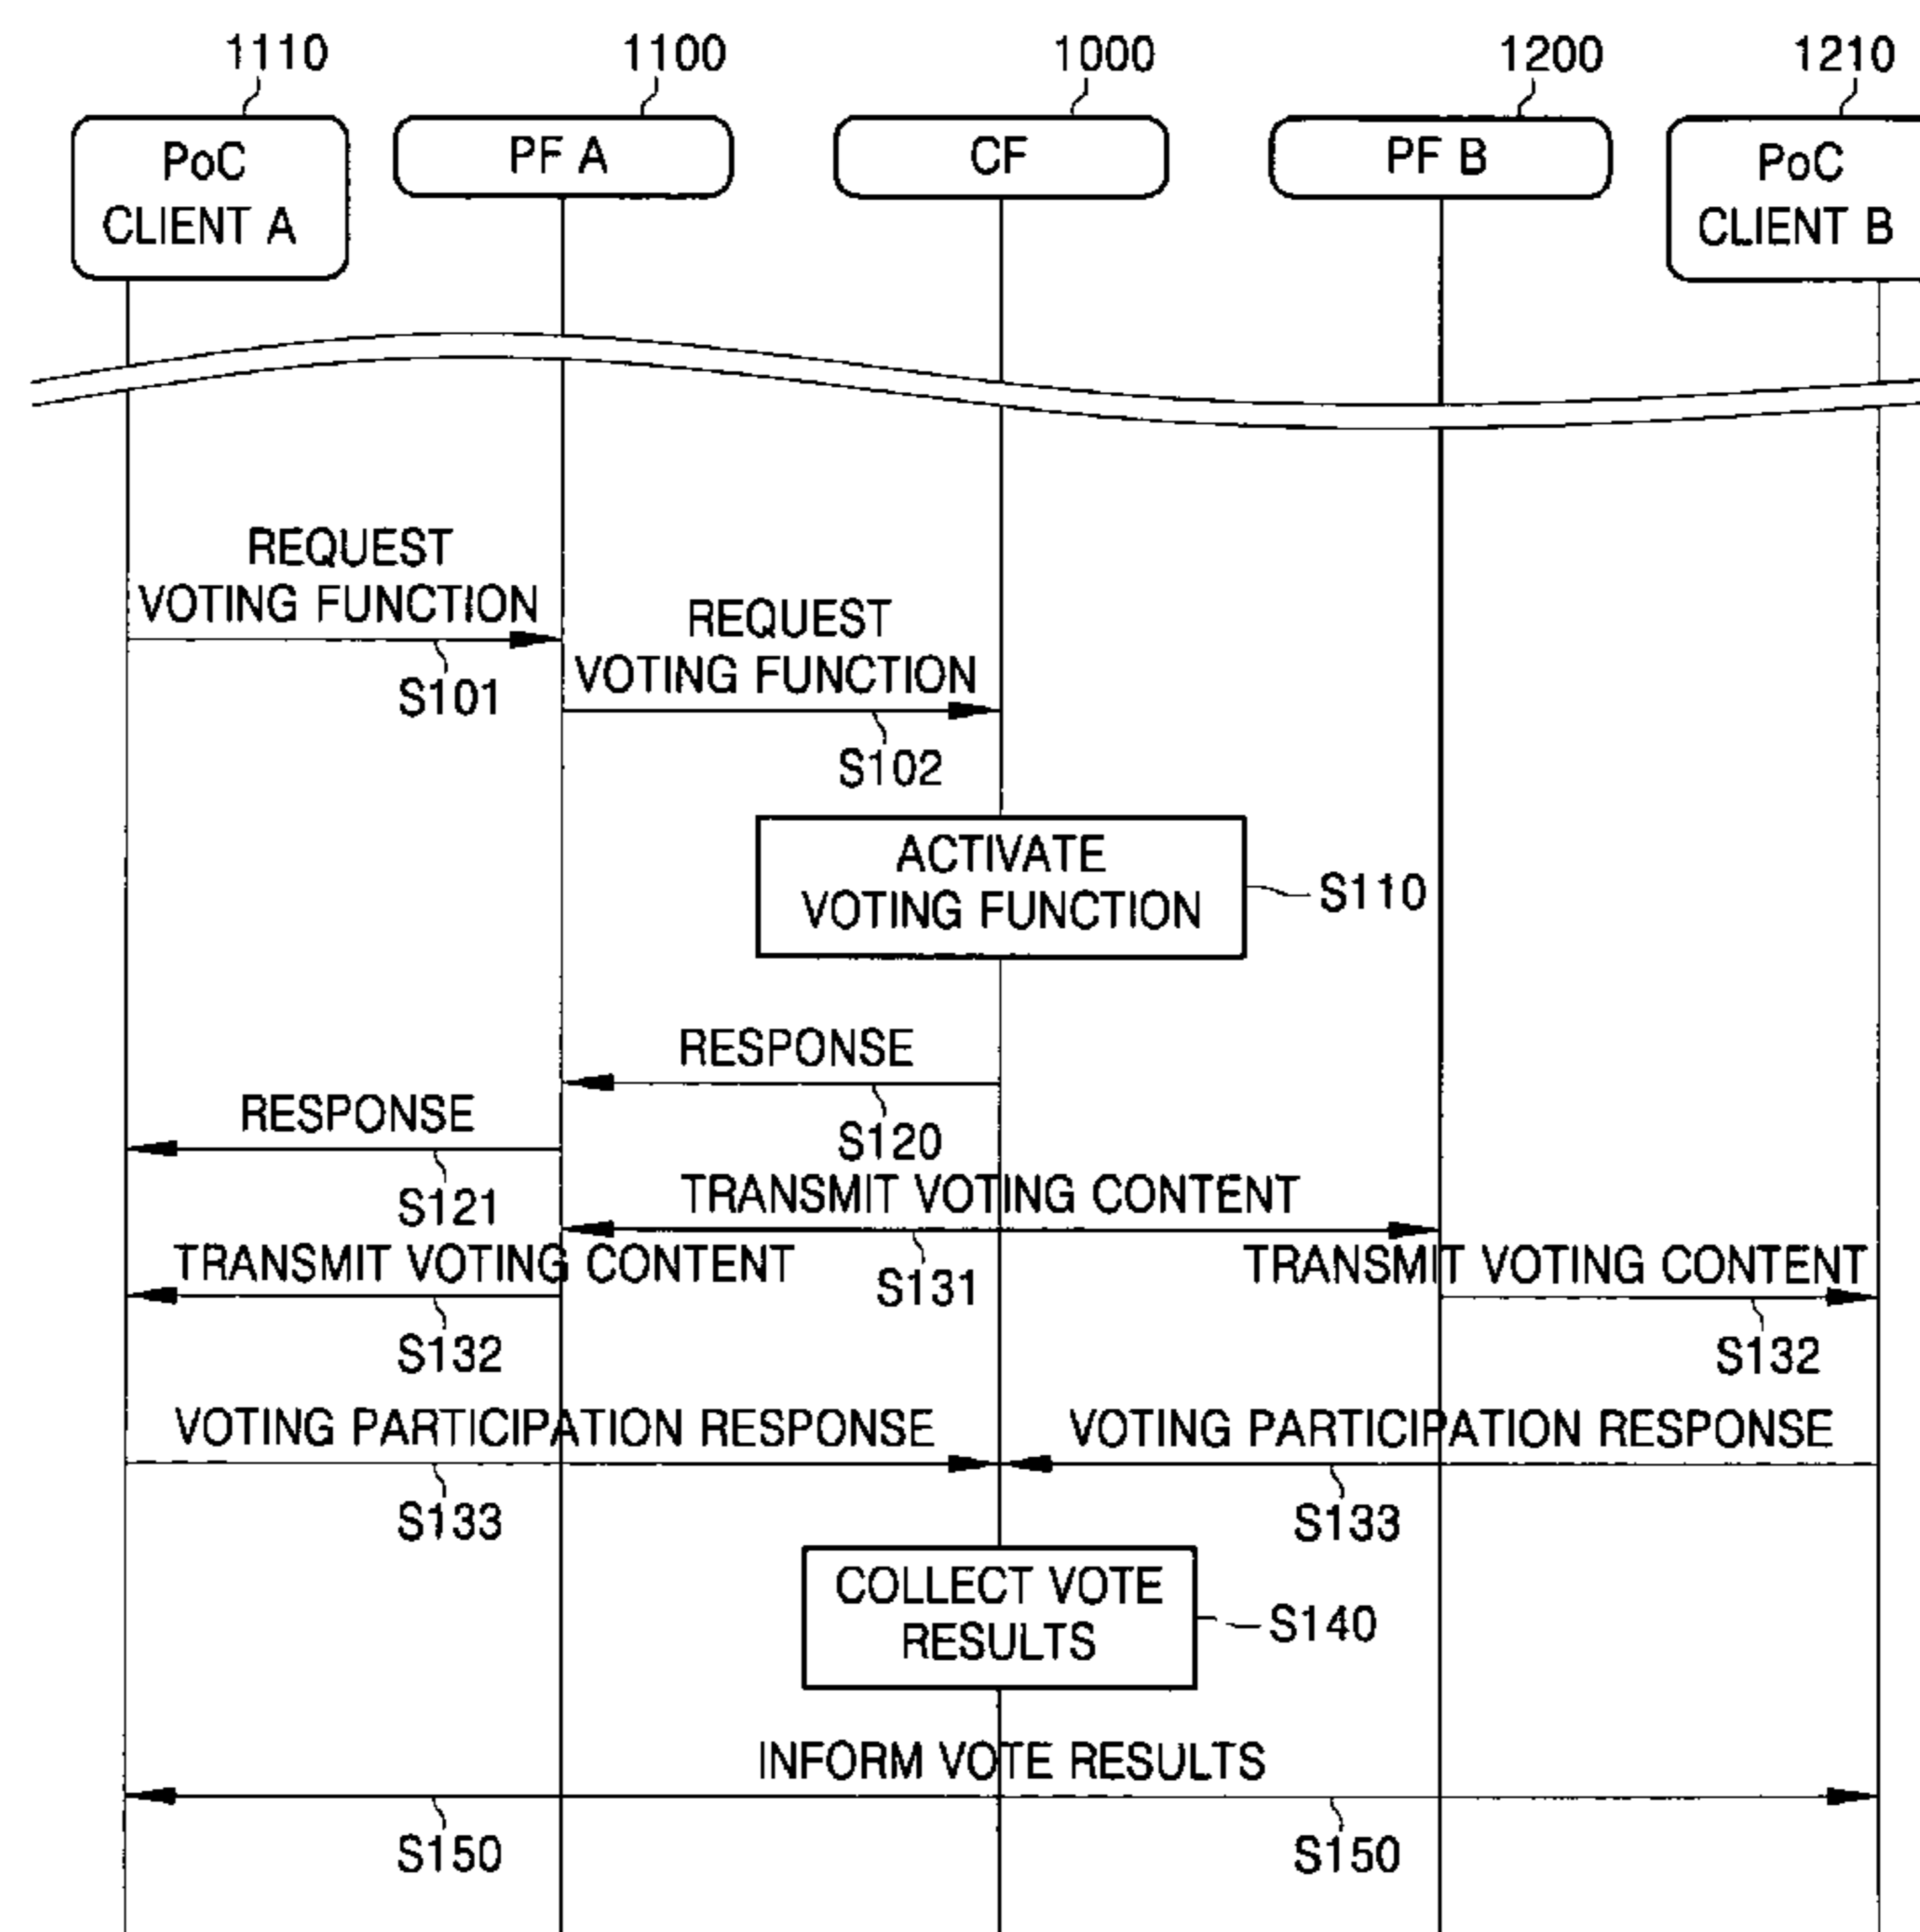 1110
1100
1000
1200
1210
PoC
CLIENT A
PF A
CF
PF B
PoC
CLIENT B
REQUEST
VOTING FUNCTION
S101
REQUEST
VOTING FUNCTION
S102
ACTIVATE
VOTING FUNCTION
S110
RESPONSE
S120
RESPONSE
S121
TRANSMIT VOTING CONTENT
S131
TRANSMIT VOTING CONTENT
S132
TRANSMIT VOTING CONTENT
S132
VOTING PARTICIPATION RESPONSE
S133
VOTING PARTICIPATION RESPONSE
S133
COLLECT VOTE
RESULTS
S140
INFORM VOTE RESULTS
S150
S150